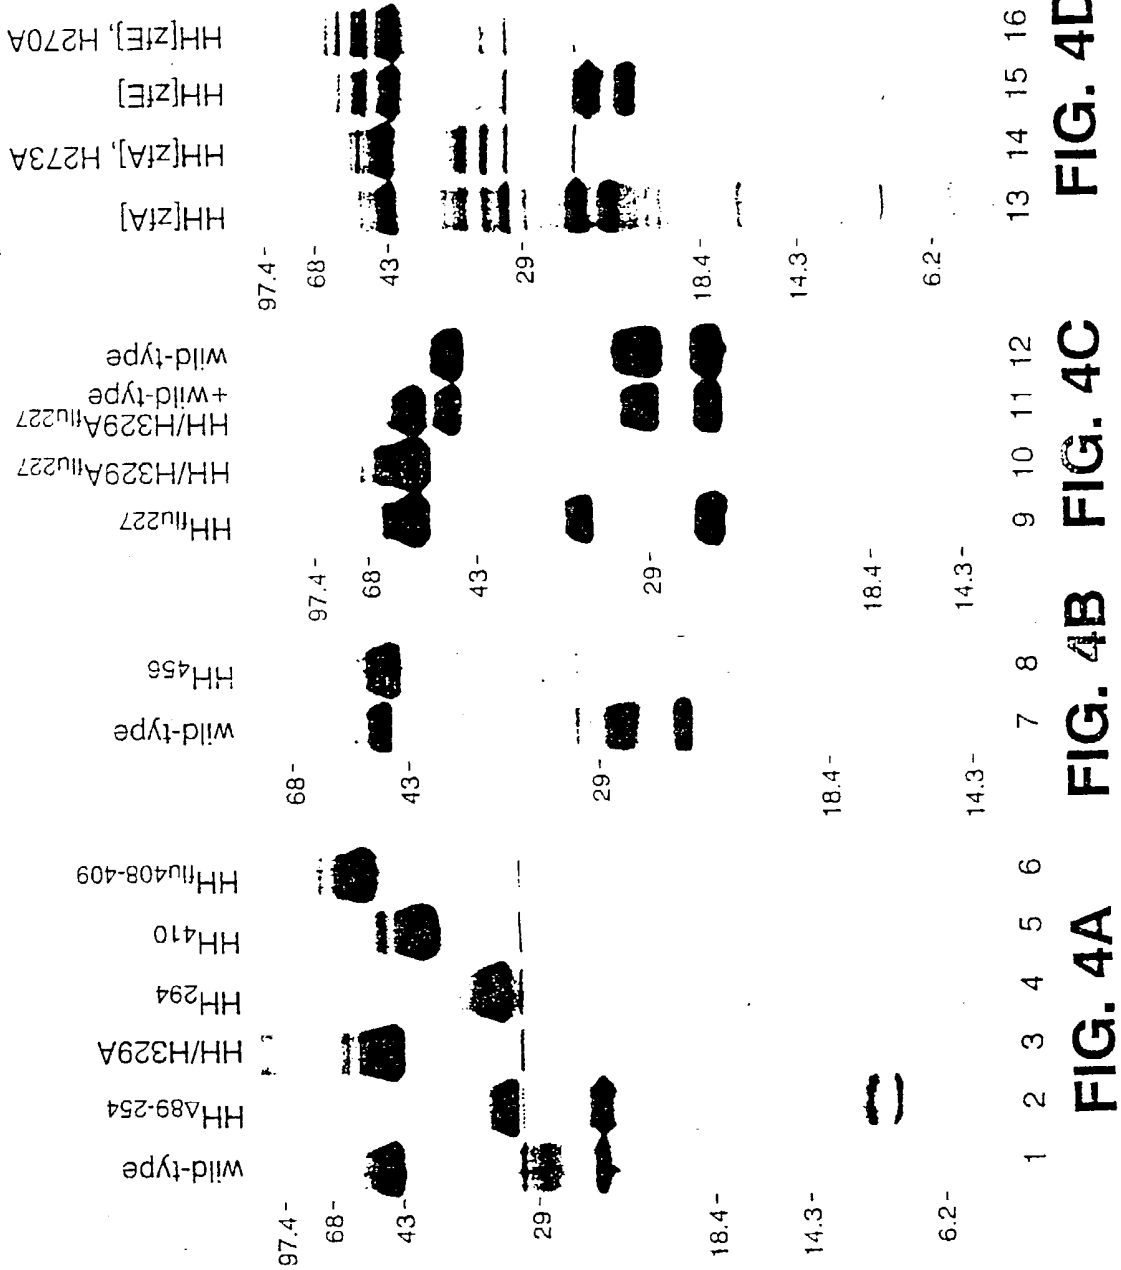 97.4-
68-
43-
29-
18.4-
14.3-
6.2-
wild-type
HHΔ89-254
HH/H329A
HH294
HH410
HHflu408-409
1 2 3 4 5 6
FIG. 4A
68-
43-
29-
18.4-
14.3-
wild-type
HH456
7 8
FIG. 4B
97.4-
68-
43-
29-
18.4-
14.3-
HHflu227
HH/H329Aflu227
HH/H329Aflu227
+wild-type
wild-type
9 10 11 12
FIG. 4C
97.4-
68-
43-
29-
18.4-
14.3-
6.2-
HH[zfA]
HH[zfA], H273A
HH[zfE]
HH[zfE], H270A
13 14 15 16
FIG. 4D